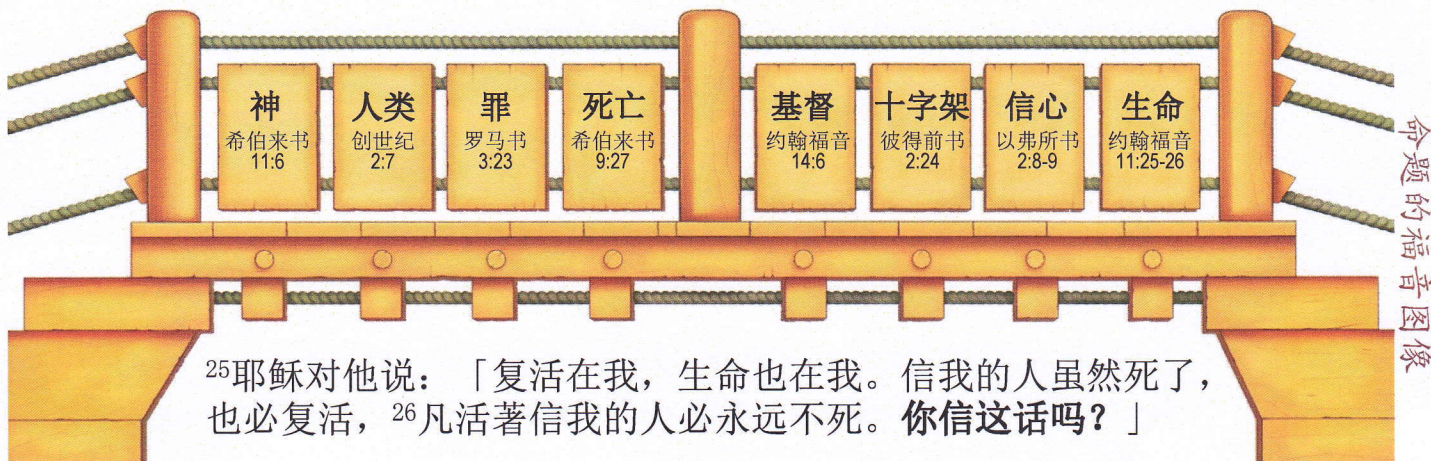 神
希伯来书
11:6
人类
创世纪
2:7
罪
罗马书
3:23
死亡
希伯来书
9:27
基督
约翰福音
14:6
十字架
彼得前书
2:24
信心
以弗所书
2:8-9
生命
约翰福音
11:25-26
命题的福音图像
25耶稣对他说：「复活在我，生命也在我。信我的人虽然死了，
也必复活，26凡活著信我的人必永远不死。你信这话吗？」